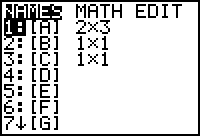 NAMES MATH EDIT
1:[A] 2×3
2:[B] 1×1
3:[C] 1×1
4:[D]
5:[E]
6:[F]
7↓[G]